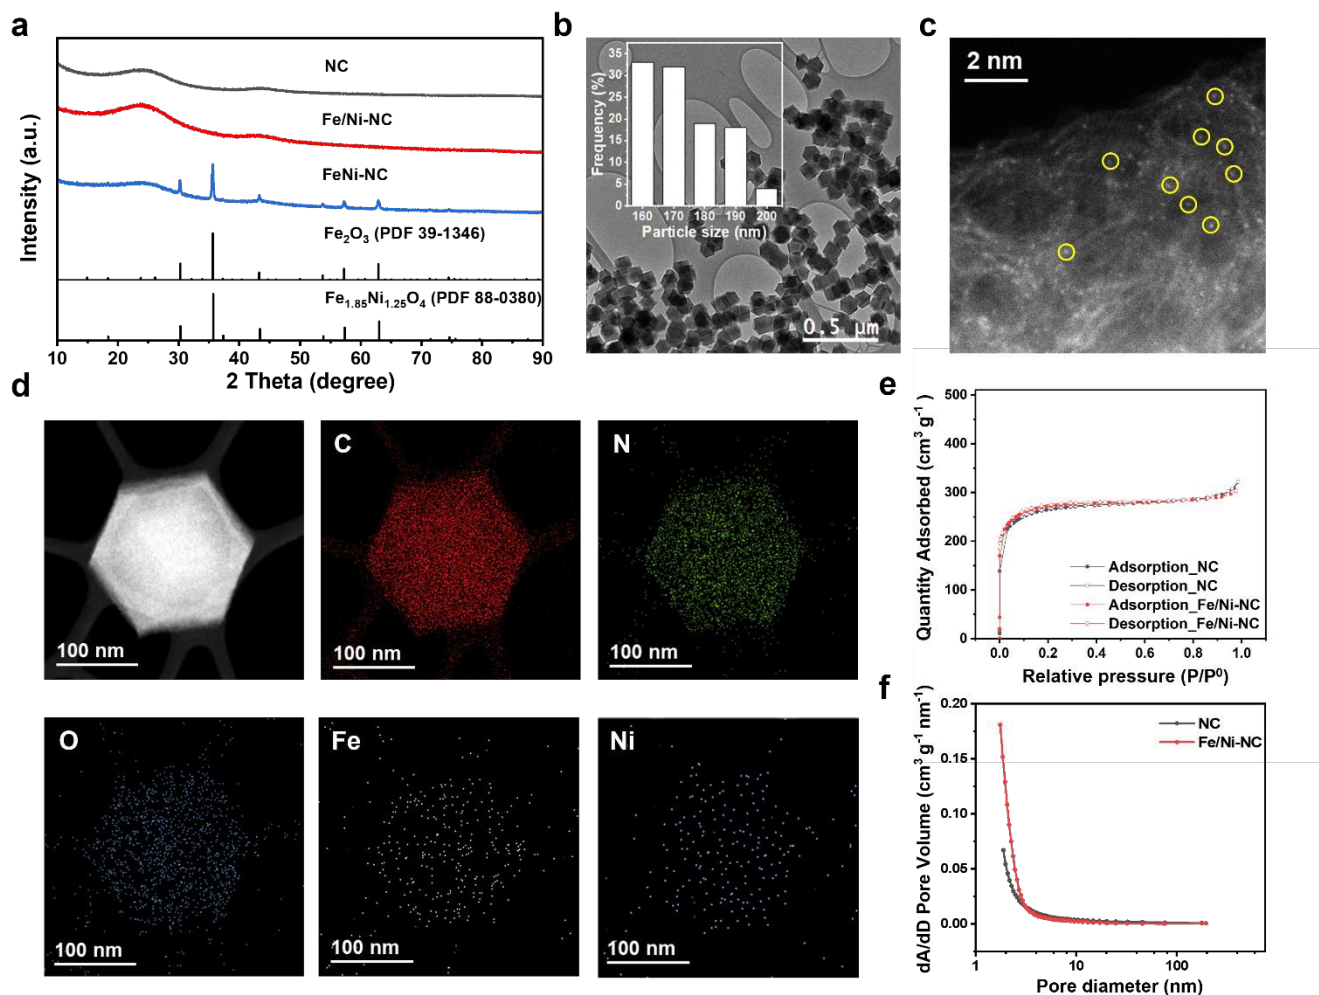 a
Intensity (a.u.)
NC
Fe/Ni-NC
FeNi-NC
Fe₂O₃ (PDF 39-1346)
Fe₁.₈₅Ni₁.₂₅O₄ (PDF 88-0380)
10 20 30 40 50 60 70 80 90
2 Theta (degree)
b
Frequency (%)
35
30
25
20
15
10
5
0
160 170 180 190 200
Particle size (nm)
0.5 µm
c
2 nm
d
100 nm
C
100 nm
N
100 nm
O
100 nm
Fe
100 nm
Ni
100 nm
e
Quantity Adsorbed (cm³ g⁻¹)
500
400
300
200
100
0
Adsorption_NC
Desorption_NC
Adsorption_Fe/Ni-NC
Desorption_Fe/Ni-NC
0.0 0.2 0.4 0.6 0.8 1.0
Relative pressure (P/P⁰)
f
dA/dD Pore Volume (cm³ g⁻¹ nm⁻¹)
0.20
0.15
0.10
0.05
0.00
NC
Fe/Ni-NC
1 10 100
Pore diameter (nm)